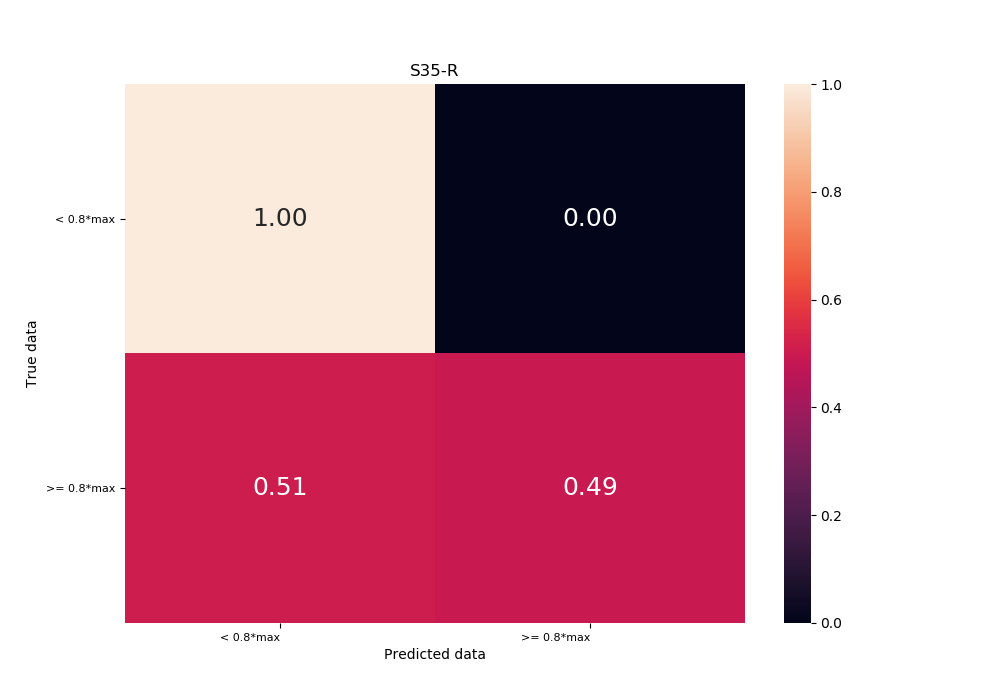 S35-R
1.0
< 0.8*max
1.00
0.00
0.8
0.6
True data
0.4
>= 0.8*max
0.51
0.49
0.2
0.0
< 0.8*max
>= 0.8*max
Predicted data